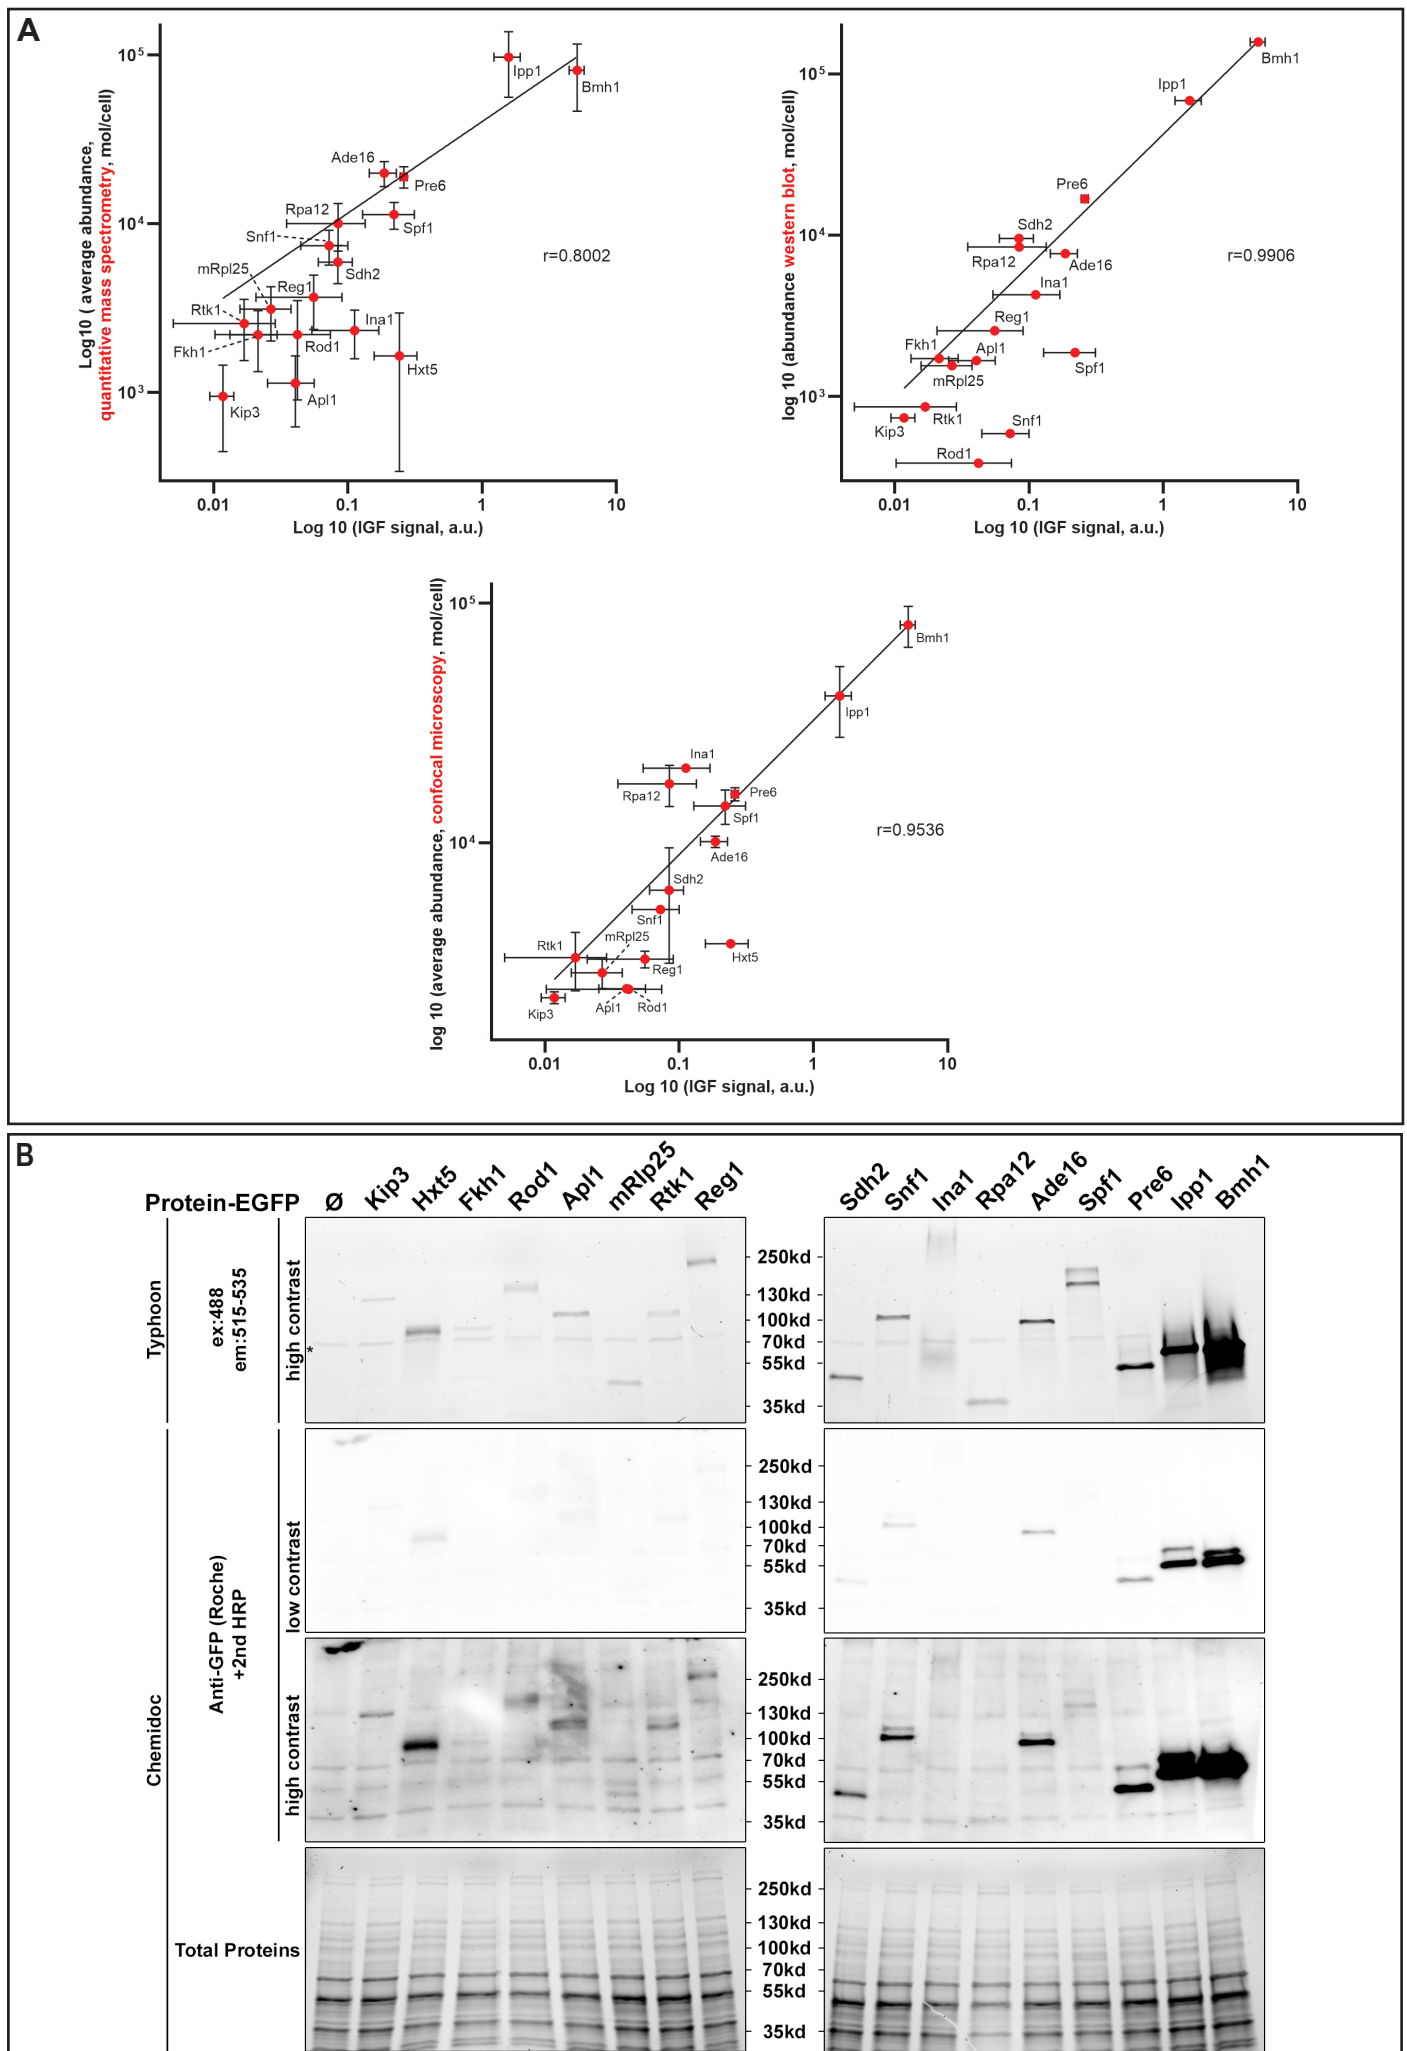 A
Log10 ( average abundance,
quantitative mass spectrometry, mol/cell)
10⁵
10⁴
10³
Ipp1
Bmh1
Ade16
Pre6
Rpa12
Spf1
Snf1
Sdh2
mRpl25
Reg1
Rtk1
Ina1
Fkh1
Rod1
Hxt5
Apl1
Kip3
r=0.8002
0.01
0.1
1
10
Log 10 (IGF signal, a.u.)
log 10 (abundance western blot, mol/cell)
10⁵
10⁴
10³
Bmh1
Ipp1
Pre6
Sdh2
Rpa12
Ade16
Ina1
Reg1
Fkh1
Apl1
Spf1
mRpl25
Rtk1
Kip3
Snf1
Rod1
r=0.9906
0.01
0.1
1
10
Log 10 (IGF signal, a.u.)
log 10 (average abundance, confocal microscopy, mol/cell)
10⁵
10⁴
Bmh1
Ipp1
Ina1
Rpa12
Pre6
Spf1
Ade16
Sdh2
Snf1
mRpl25
Rtk1
Hxt5
Reg1
Kip3
Apl1
Rod1
r=0.9536
0.01
0.1
1
10
Log 10 (IGF signal, a.u.)
B
Protein-EGFP
Ø
Kip3
Hxt5
Fkh1
Rod1
Apl1
mRlp25
Rtk1
Reg1
Sdh2
Snf1
Ina1
Rpa12
Ade16
Spf1
Pre6
Ipp1
Bmh1
Typhoon
ex:488
em:515-535
high contrast
*
250kd
130kd
100kd
70kd
55kd
35kd
Chemidoc
Anti-GFP (Roche)
+2nd HRP
low contrast
250kd
130kd
100kd
70kd
55kd
35kd
high contrast
250kd
130kd
100kd
70kd
55kd
35kd
Total Proteins
250kd
130kd
100kd
70kd
55kd
35kd